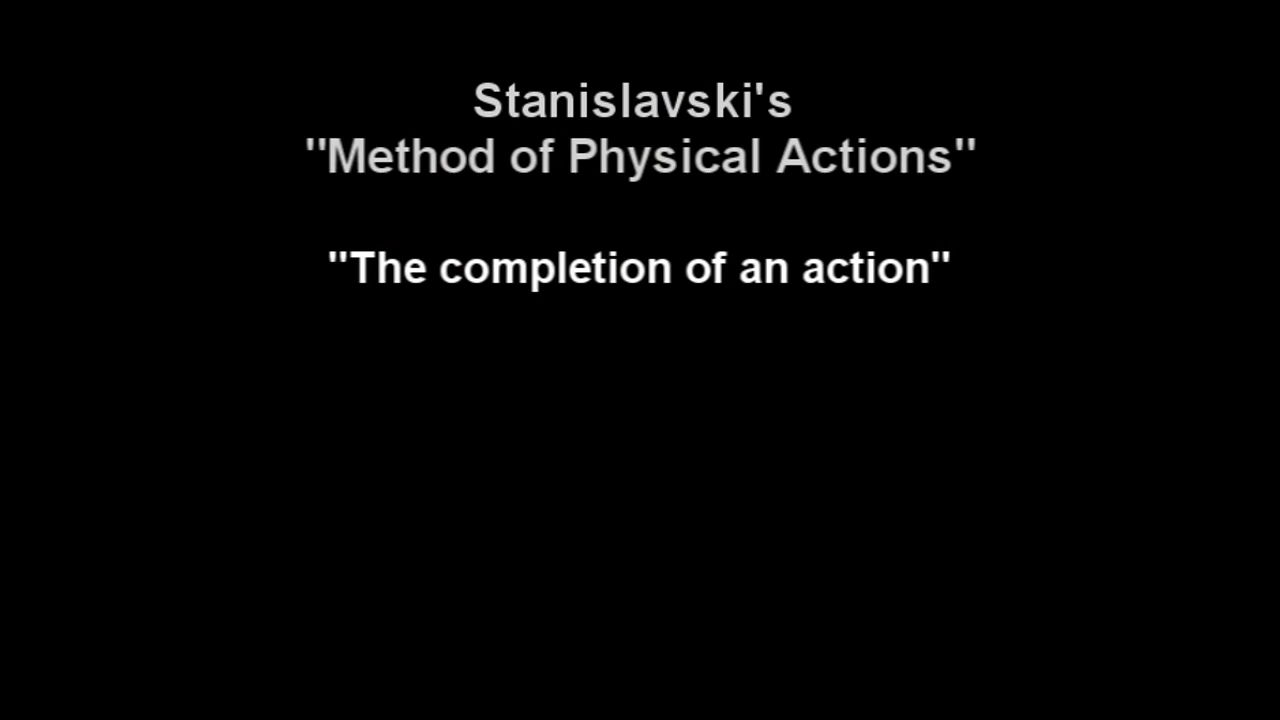 Stanislavski's
"Method of Physical Actions"
"The completion of an action"